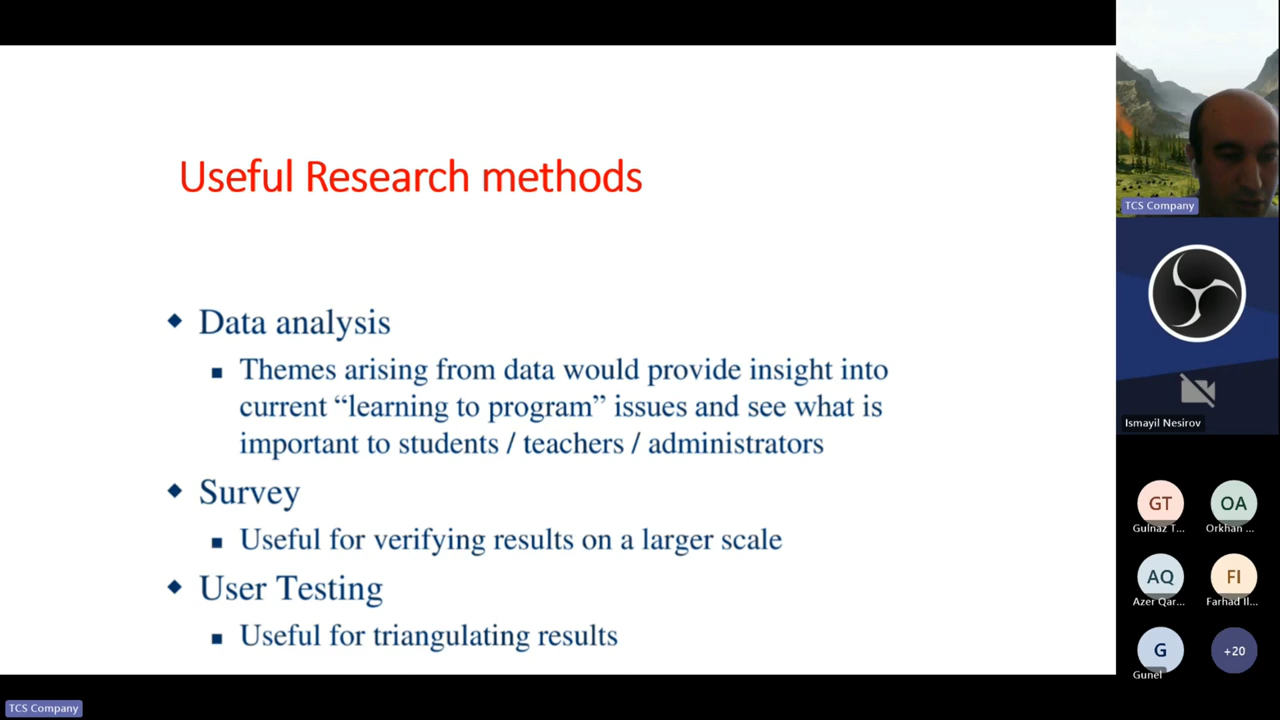 Useful Research methods
Data analysis
Themes arising from data would provide insight into
current “learning to program” issues and see what is
important to students / teachers / administrators
Survey
Useful for verifying results on a larger scale
User Testing
Useful for triangulating results
TCS Company
TCS Company
Ismayil Nesirov
GT
Gulnaz T...
OA
Orkhan ...
AQ
Azer Qar...
FI
Farhad Il...
G
Gunel
+20